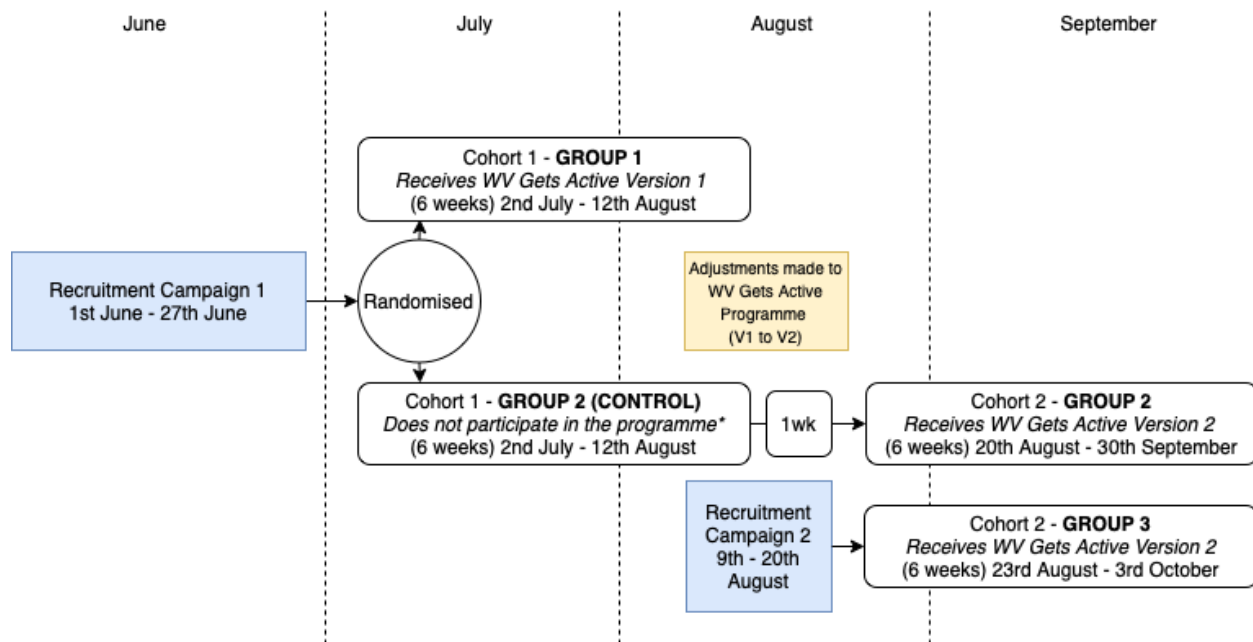 June
July
August
September
Cohort 1 - GROUP 1
Receives WV Gets Active Version 1
(6 weeks) 2nd July - 12th August
Recruitment Campaign 1
1st June - 27th June
Randomised
Adjustments made to
WV Gets Active
Programme
(V1 to V2)
Cohort 1 - GROUP 2 (CONTROL)
Does not participate in the programme*
(6 weeks) 2nd July - 12th August
1wk
Cohort 2 - GROUP 2
Receives WV Gets Active Version 2
(6 weeks) 20th August - 30th September
Recruitment
Campaign 2
9th - 20th
August
Cohort 2 - GROUP 3
Receives WV Gets Active Version 2
(6 weeks) 23rd August - 3rd October